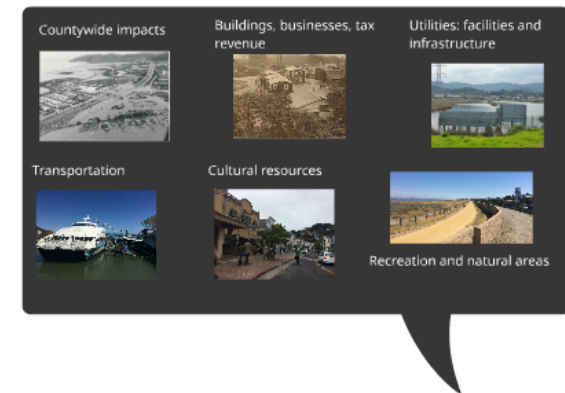 Countywide impacts
Buildings, businesses, tax
revenue
Utilities: facilities and
infrastructure
Transportation
Cultural resources
Recreation and natural areas